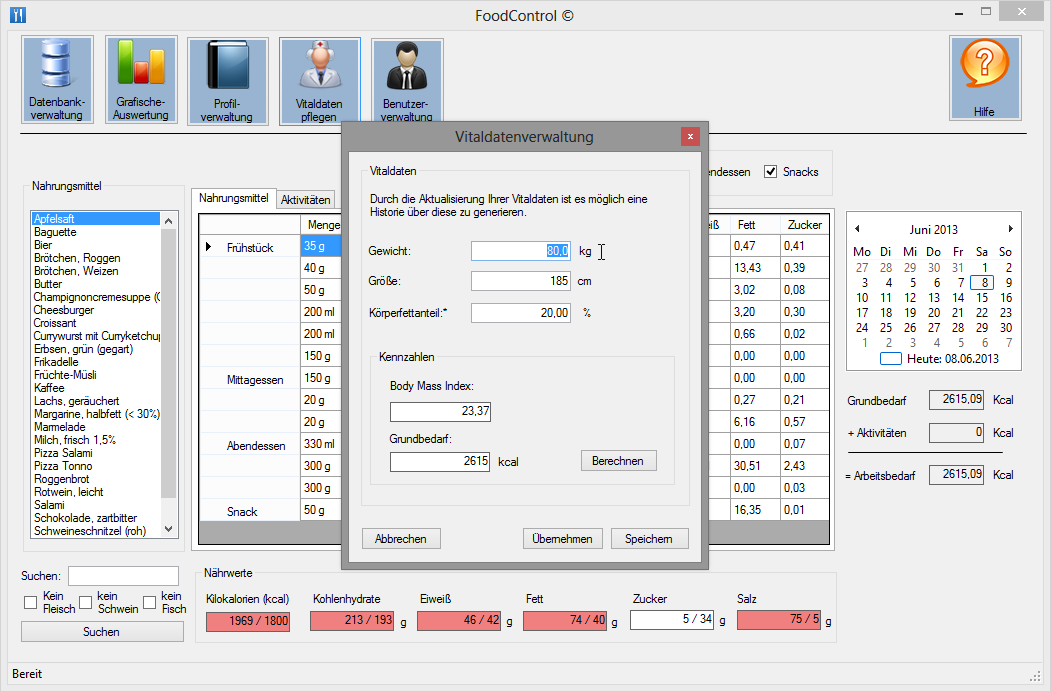 FoodControl ©
Datenbank-
verwaltung
Grafische-
Auswertung
Profil-
verwaltung
Vitaldaten
pflegen
Benutzer-
verwaltung
Hilfe
Nahrungsmittel
Apfelsaft
Baguette
Bier
Brötchen, Roggen
Brötchen, Weizen
Butter
Champignoncremesuppe (C
Cheesburger
Croissant
Currywurst mit Curryketchup
Erbsen, grün (gegart)
Frikadelle
Früchte-Müsli
Kaffee
Lachs, geräuchert
Margarine, halbfett (< 30%)
Marmelade
Milch, frisch 1,5%
Pizza Salami
Pizza Tonno
Roggenbrot
Rotwein, leicht
Salami
Schokolade, zartbitter
Schweineschnitzel (roh)
Suchen:
Kein
Fleisch
kein
Schwein
kein
Fisch
Suchen
Nahrungsmittel
Aktivitäten
ndessen
Snacks
Menge
iß
Fett
Zucker
Frühstück
35 g
0,47
0,41
40 g
13,43
0,39
50 g
3,02
0,08
200 ml
3,20
0,30
200 ml
0,66
0,02
150 g
0,00
0,00
Mittagessen
150 g
0,00
0,00
20 g
0,27
0,01
20 g
6,16
0,57
Abendessen
330 ml
0,00
0,07
300 g
30,51
2,43
300 g
0,00
0,03
Snack
50 g
16,35
0,01
Vitaldatenverwaltung
x
Vitaldaten
Durch die Aktualisierung Ihrer Vitaldaten ist es möglich eine
Historie über diese zu generieren.
Gewicht:
80,0
kg
Größe:
185
cm
Körperfettanteil:*
20,00
%
Kennzahlen
Body Mass Index:
23,37
Grundbedarf:
2615
kcal
Berechnen
Abbrechen
Übernehmen
Speichern
Juni 2013
Mo Di Mi Do Fr Sa So
27 28 29 30 31 1 2
3 4 5 6 7 8 9
10 11 12 13 14 15 16
17 18 19 20 21 22 23
24 25 26 27 28 29 30
1 2 3 4 5 6 7
Heute: 08.06.2013
Grundbedarf
2615,09
Kcal
+ Aktivitäten
0
Kcal
= Arbeitsbedarf
2615,09
Kcal
Nährwerte
Kilokalorien (kcal)
1969 / 1800
Kohlenhydrate
213 / 193
g
Eiweiß
46 / 42
g
Fett
74 / 40
g
Zucker
5 / 34
g
Salz
75 / 5
g
Bereit